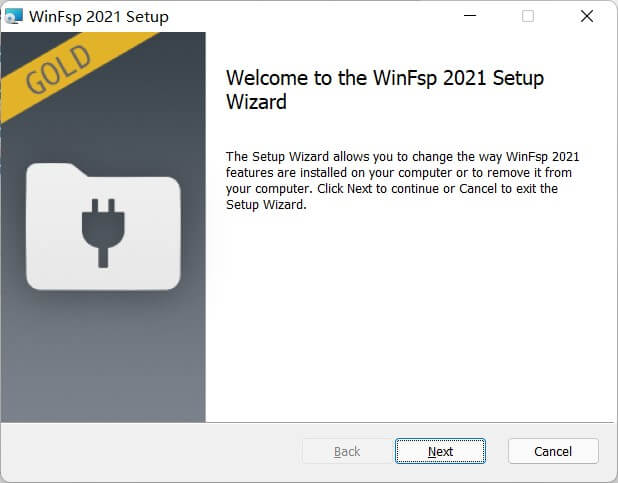 WinFsp 2021 Setup
GOLD
Welcome to the WinFsp 2021 Setup
Wizard
The Setup Wizard allows you to change the way WinFsp 2021
features are installed on your computer or to remove it from
your computer. Click Next to continue or Cancel to exit the
Setup Wizard.
Back
Next
Cancel